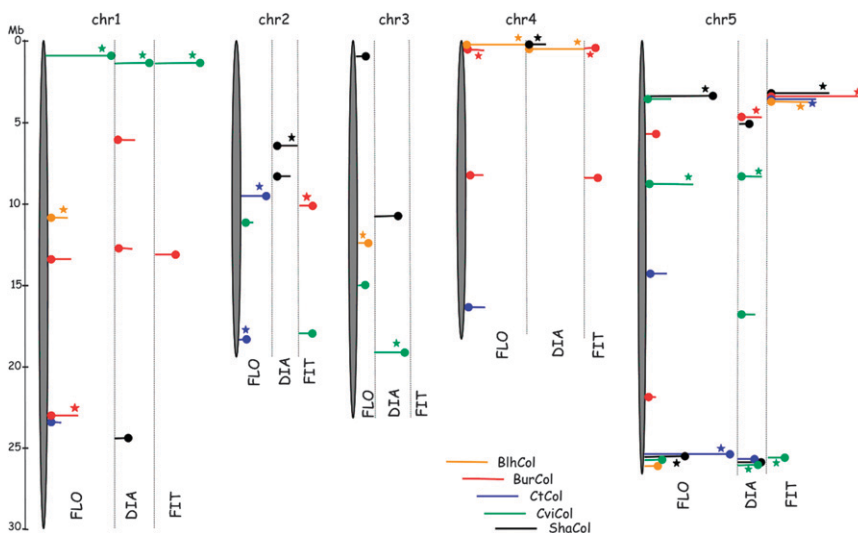 chr1 chr2 chr3 chr4 chr5
Mb
0
5
10
15
20
25
30
FLO DIA FIT
FLO DIA FIT
FLO DIA FIT
FLO DIA FIT
FLO DIA FIT
BlhCol
BurCol
CtCol
CviCol
ShaCol